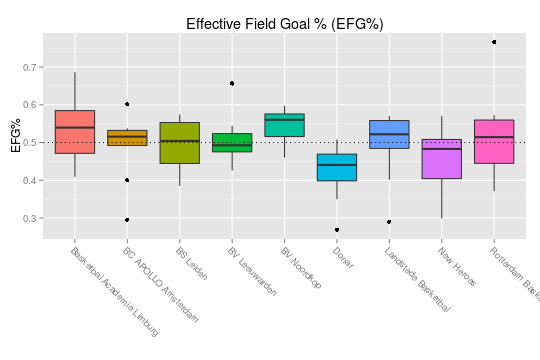 Effective Field Goal % (EFG%)
EFG%
0.7
0.6
0.5
0.4
0.3
Basketbal Academie Limburg
BC APOLLO Amsterdam
BS Leiden
BV Leeuwarden
BV Noordkop
Donar
Landstede Basketbal
New Heroes
Rotterdam